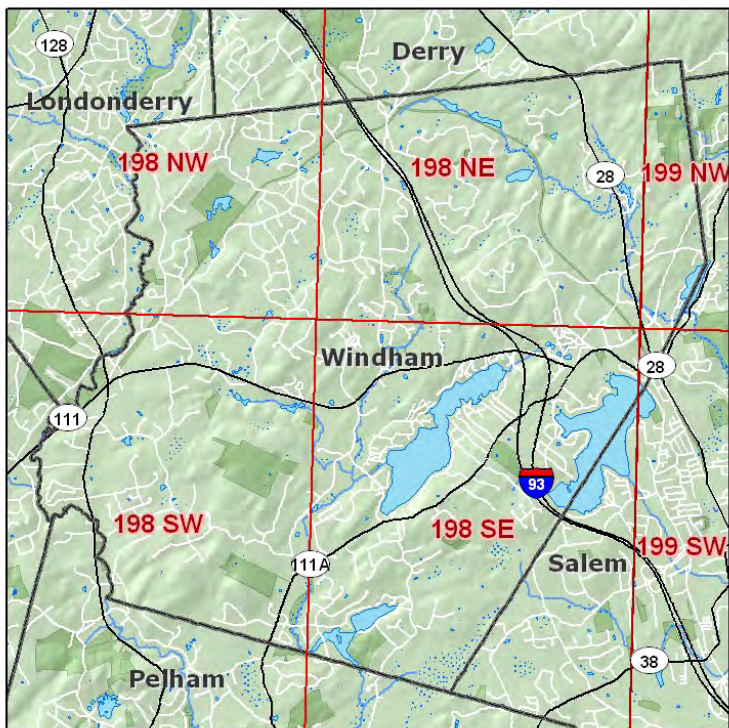 128
Derry
Londonderry
198 NW
198 NE
28
199 NW
Windham
28
111
93
198 SW
198 SE
199 SW
111A
Salem
38
Pelham